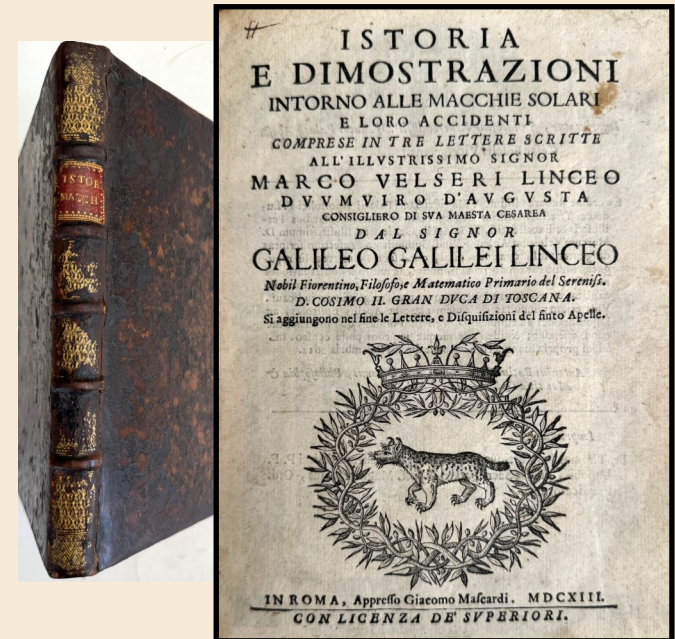 ISTOR
MACCH
ISTORIA
E DIMOSTRAZIONI
INTORNO ALLE MACCHIE SOLARI
E LORO ACCIDENTI
COMPRESE IN TRE LETTERE SCRITTE
ALL'ILLVSTRISSIMO SIGNOR
MARCO VELSERI LINCEO
DVVMVIRO D'AVGVSTA
CONSIGLIERO DI SVA MAESTA CESAREA
DAL SIGNOR
GALILEO GALILEI LINCEO
Nobil Fiorentino, Filosofo, e Matematico Primario del Sereniſs.
D. COSIMO II. GRAN DVCA DI TOSCANA.
Si aggiungono nel fine le Lettere, e Diſquiſizioni del finto Apelle.
IN ROMA, Appreſſo Giacomo Maſcardi. MDCXIII.
CON LICENZA DE' SVPERIORI.